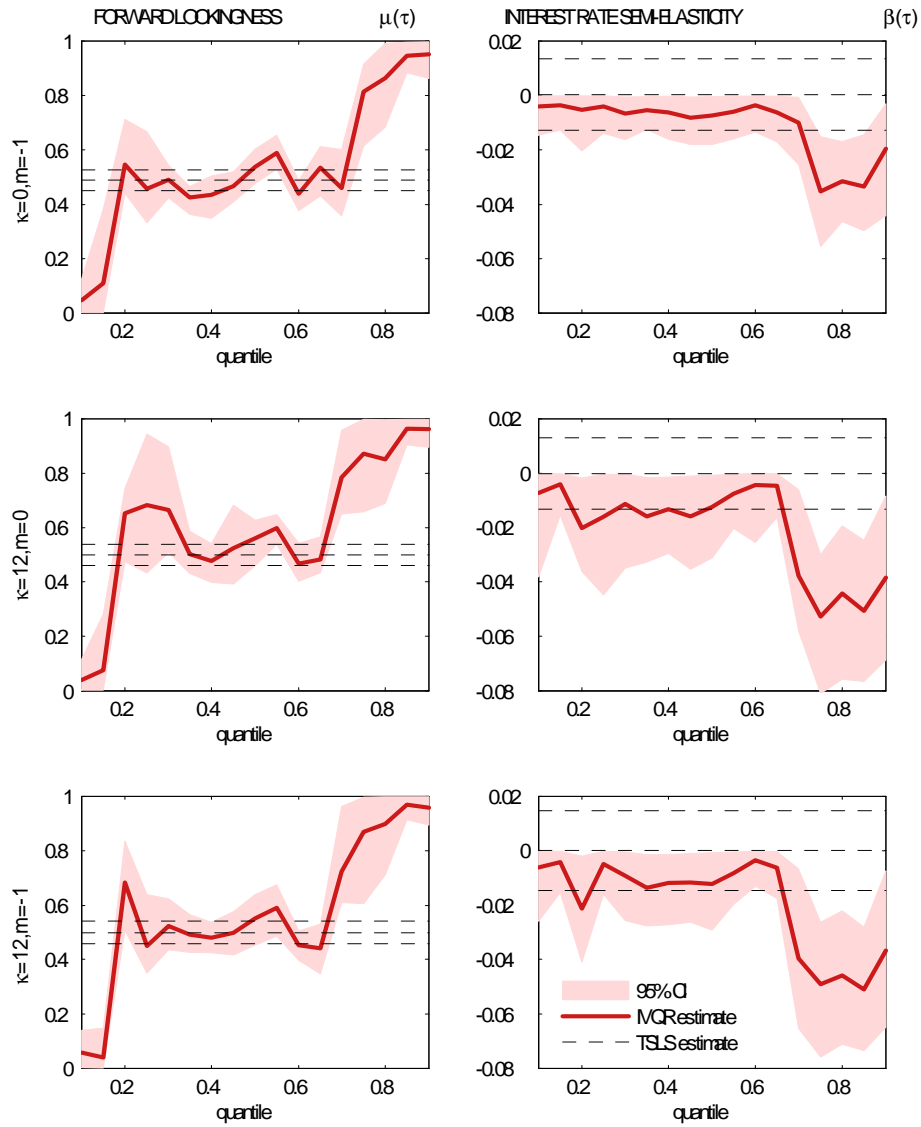 FORWARD LOOKINGNESS μ(τ) INTEREST RATE SEMI-ELASTICITY β(τ)
κ=0,m=-1
1
0.8
0.6
0.4
0.2
0
0.2 0.4 0.6 0.8
quantile
0.02
0
-0.02
-0.04
-0.06
-0.08
0.2 0.4 0.6 0.8
quantile
κ=12,m=0
1
0.8
0.6
0.4
0.2
0
0.2 0.4 0.6 0.8
quantile
0.02
0
-0.02
-0.04
-0.06
-0.08
0.2 0.4 0.6 0.8
quantile
κ=12,m=-1
1
0.8
0.6
0.4
0.2
0
0.2 0.4 0.6 0.8
quantile
0.02
0
-0.02
-0.04
-0.06
-0.08
0.2 0.4 0.6 0.8
quantile
95% CI
IVQR estimate
TSLS estimate